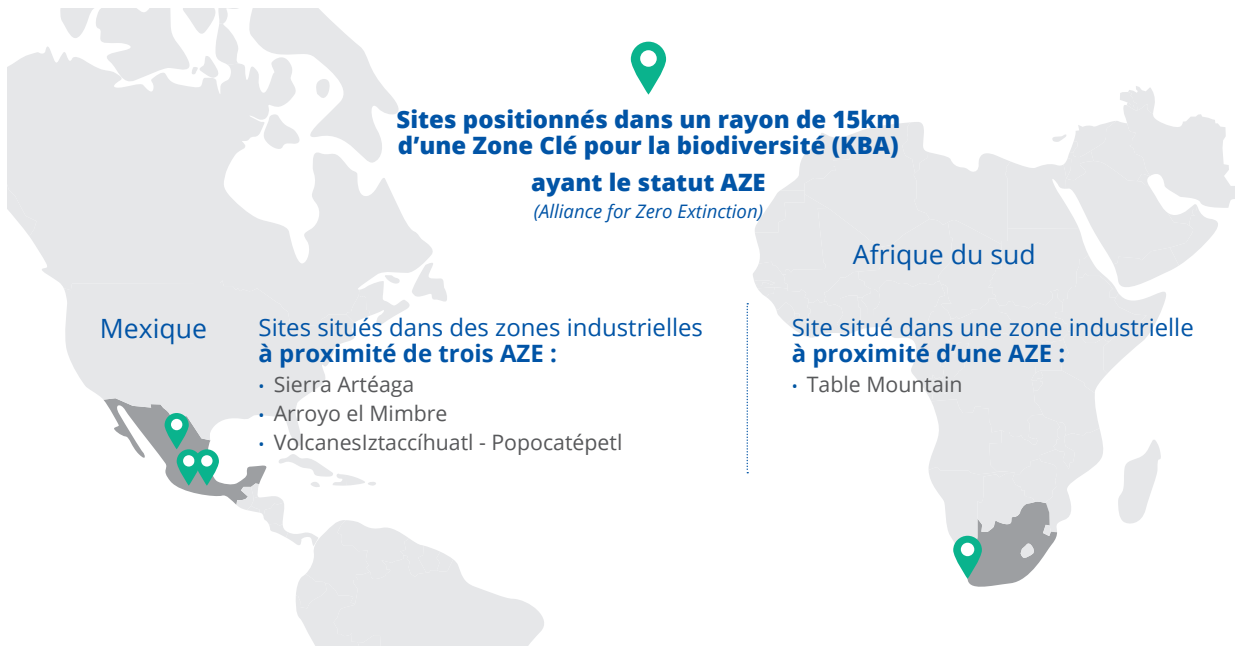 Sites positionnés dans un rayon de 15km
d’une Zone Clé pour la biodiversité (KBA)
ayant le statut AZE
(Alliance for Zero Extinction)
Mexique
Sites situés dans des zones industrielles
à proximité de trois AZE :
• Sierra Artéaga
• Arroyo el Mimbre
• VolcanesIztaccíhuatl - Popocatépetl
Afrique du sud
Site situé dans une zone industrielle
à proximité d’une AZE :
• Table Mountain